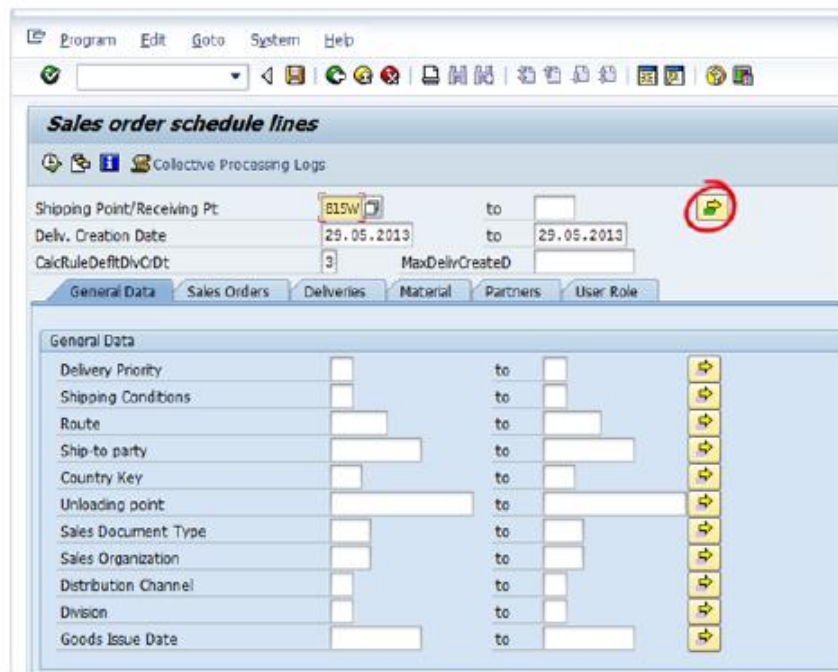 Program Edit Goto System Help
Sales order schedule lines
Collective Processing Logs
Shipping Point/Receiving Pt 815W to
Delv. Creation Date 29.05.2013 to 29.05.2013
CalcRuleDefltDlvCrDt 3 MaxDelivCreateD
General Data Sales Orders Deliveries Material Partners User Role
General Data
Delivery Priority to
Shipping Conditions to
Route to
Ship-to party to
Country Key to
Unloading point to
Sales Document Type to
Sales Organization to
Distribution Channel to
Division to
Goods Issue Date to